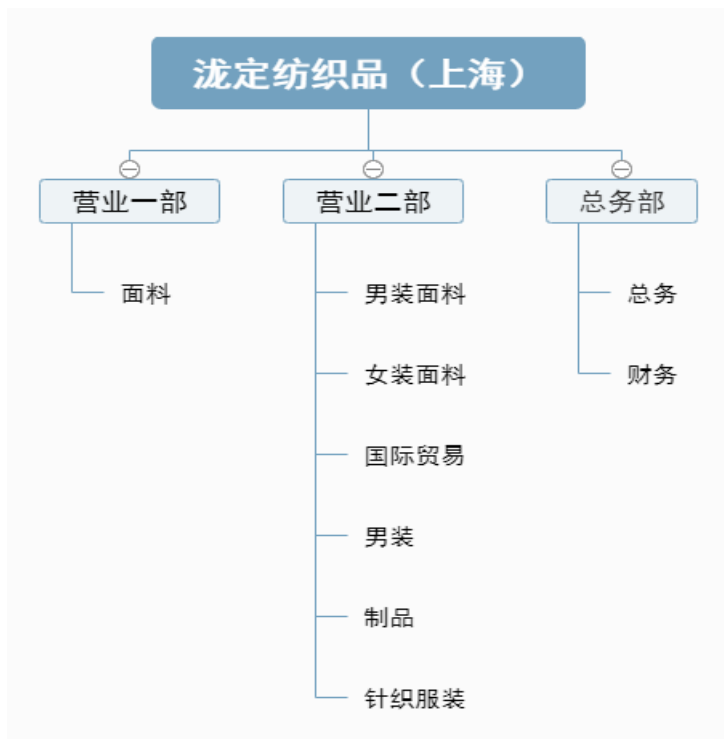 泷定纺织品（上海）
营业一部
营业二部
总务部
面料
男装面料
总务
女装面料
财务
国际贸易
男装
制品
针织服装